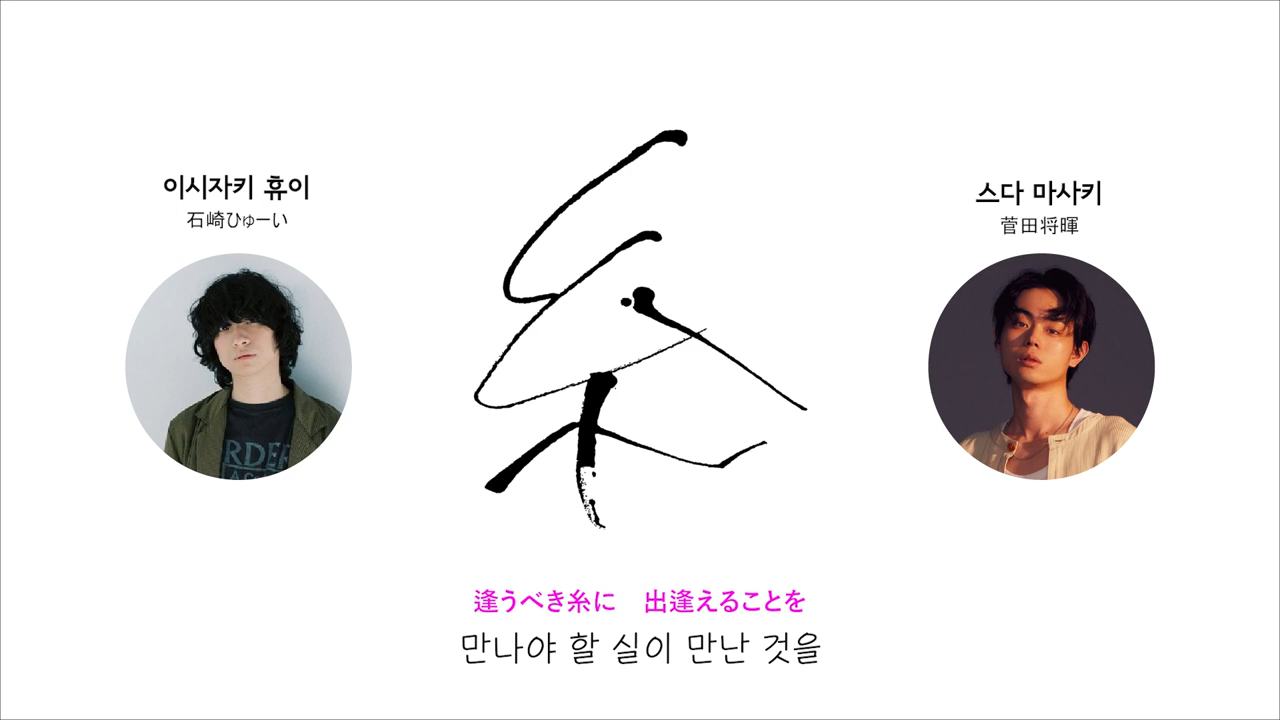 이시자키 휴이
石崎ひゅーい
스다 마사키
菅田将暉
糸
RDER
逢うべき糸に　出逢えることを
만나야 할 실이 만난 것을